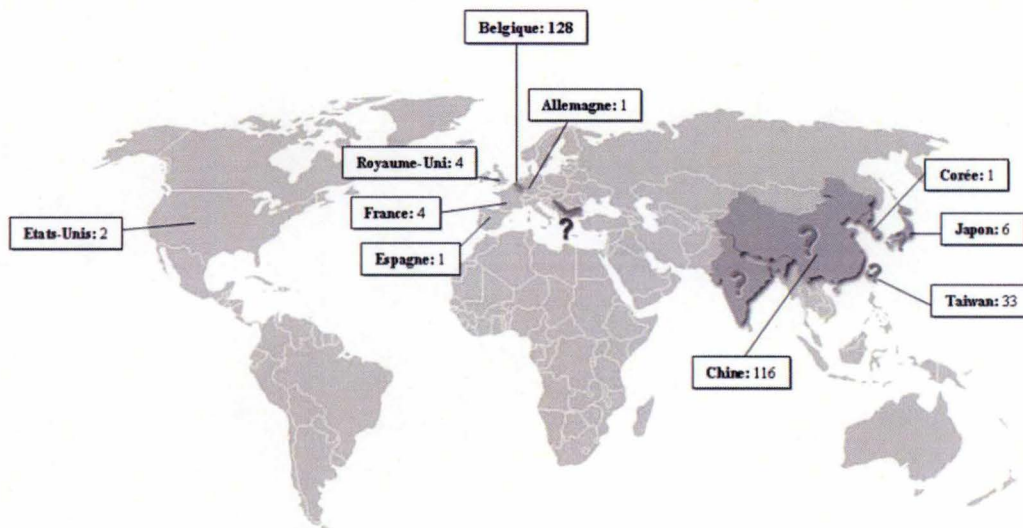 Belgique: 128
Allemagne: 1
Royaume-Uni: 4
Corée: 1
France: 4
Etats-Unis: 2
Japon: 6
?
Espagne: 1
?
?
?
Taiwan: 33
Chine: 116